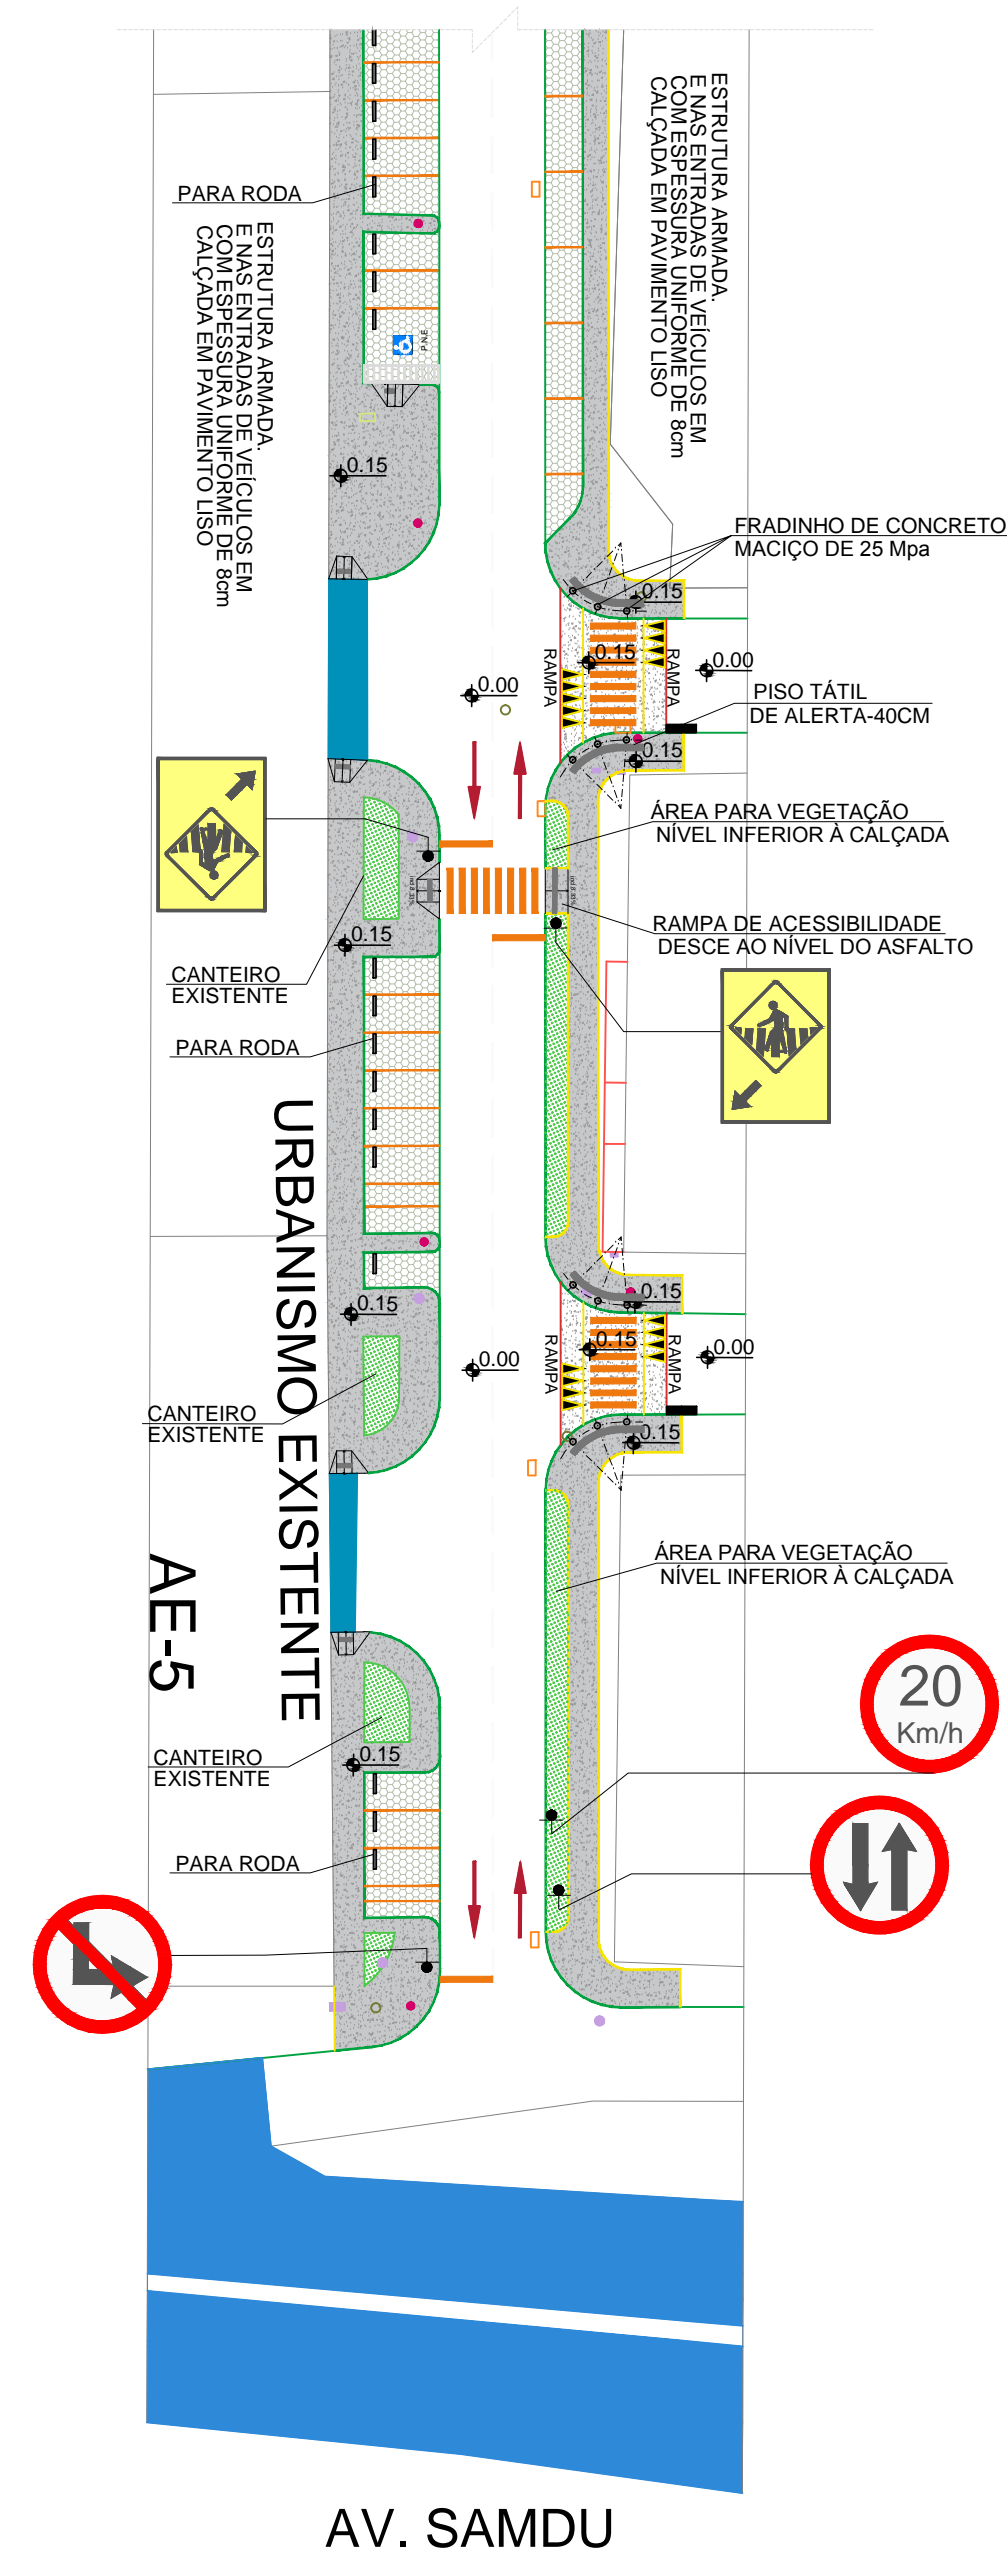 ESTRUTURA ARMADA.
E NAS ENTRADAS DE VEÍCULOS EM
COM ESPESSURA UNIFORME DE 8cm
CALÇADA EM PAVIMENTO LISO
PARA RODA
ESTRUTURA ARMADA.
E NAS ENTRADAS DE VEÍCULOS EM
COM ESPESSURA UNIFORME DE 8cm
CALÇADA EM PAVIMENTO LISO
P.N.E
0.15
FRADINHO DE CONCRETO
MACIÇO DE 25 Mpa
0.15
RAMPA
0.15
RAMPA
0.00
0.00
PISO TÁTIL
DE ALERTA-40CM
0.15
ÁREA PARA VEGETAÇÃO
NÍVEL INFERIOR À CALÇADA
RAMPA DE ACESSIBILIDADE
DESCE AO NÍVEL DO ASFALTO
0.15
CANTEIRO
EXISTENTE
PARA RODA
URBANISMO EXISTENTE
0.15
0.15
RAMPA
0.15
RAMPA
0.00
0.00
CANTEIRO
EXISTENTE
0.15
AE-5
ÁREA PARA VEGETAÇÃO
NÍVEL INFERIOR À CALÇADA
20
Km/h
CANTEIRO
EXISTENTE
0.15
PARA RODA
AV. SAMDU